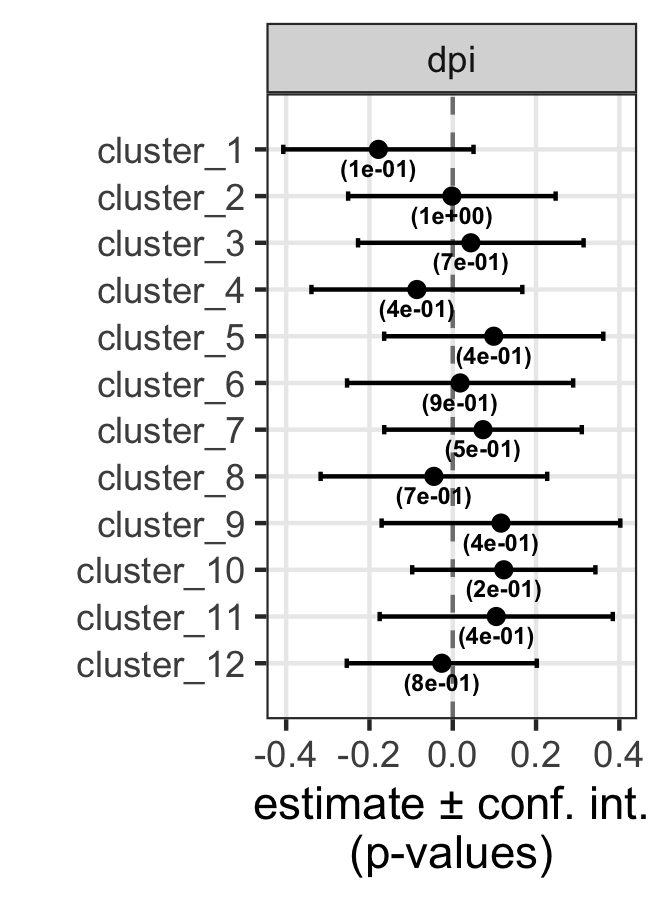 dpi
cluster_1
(1e-01)
cluster_2
(1e+00)
cluster_3
(7e-01)
cluster_4
(4e-01)
cluster_5
(4e-01)
cluster_6
(9e-01)
cluster_7
(5e-01)
cluster_8
(7e-01)
cluster_9
(4e-01)
cluster_10
(2e-01)
cluster_11
(4e-01)
cluster_12
(8e-01)
-0.4 -0.2 0.0 0.2 0.4
estimate ± conf. int.
(p-values)